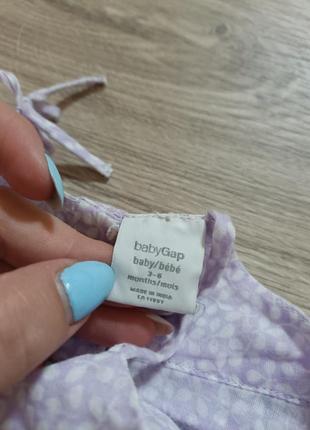 babyGap
baby/bébé
3-6
months/mois
MADE IN INDIA